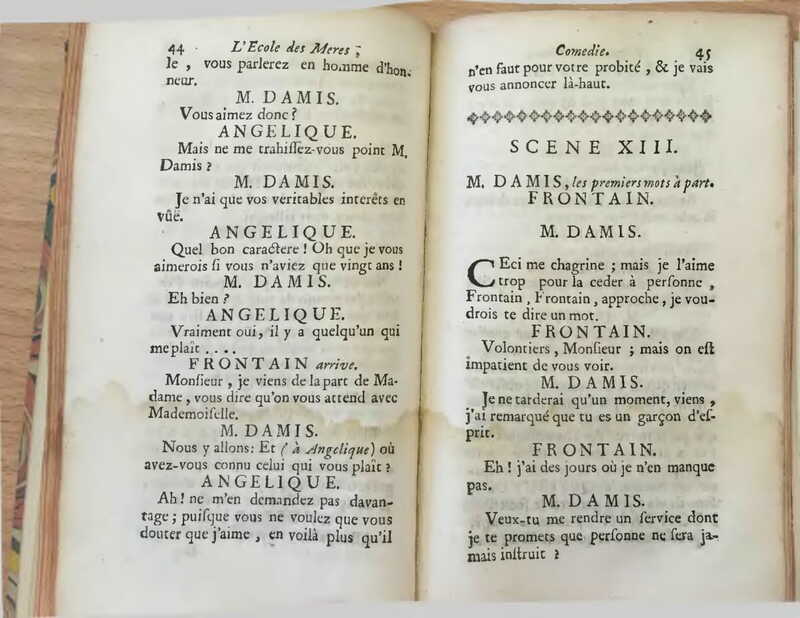 44 L'Ecole des Meres ;
le , vous parlerez en homme d'hon-
neur.
M. DAMIS.
Vous aimez donc ?
ANGELIQUE.
Mais ne me trahiſſez-vous point M.
Damis ?
M. DAMIS.
Je n'ai que vos veritables interêts en
vûë.
ANGELIQUE.
Quel bon caractere ! Oh que je vous
aimerois ſi vous n'aviez que vingt ans !
M. DAMIS.
Eh bien ?
ANGELIQUE.
Vraiment oui, il y a quelqu'un qui
me plaît . . . .
FRONTAIN arrive.
Monſieur , je viens de la part de Ma-
dame , vous dire qu'on vous attend avec
Mademoiſelle.
M. DAMIS.
Nous y allons: Et ( à Angelique) où
avez-vous connu celui qui vous plaît ?
ANGELIQUE.
Ah! ne m'en demandez pas davan-
tage ; puiſque vous ne voulez que vous
douter que j'aime , en voilà plus qu'il
Comedie. 45
n'en faut pour votre probité , & je vais
vous annoncer là-haut.
SCENE XIII.
M. DAMIS, les premiers mots à part.
FRONTAIN.
M. DAMIS.
CEci me chagrine ; mais je l'aime
trop pour la ceder à perſonne ,
Frontain , Frontain , approche , je vou-
drois te dire un mot.
FRONTAIN.
Volontiers , Monſieur ; mais on eſt
impatient de vous voir.
M. DAMIS.
Je ne tarderai qu'un moment, viens ,
j'ai remarqué que tu es un garçon d'eſ-
prit.
FRONTAIN.
Eh ! j'ai des jours où je n'en manque
pas.
M. DAMIS.
Veux-tu me rendre un ſervice dont
je te promets que perſonne ne ſera ja-
mais inſtruit ?